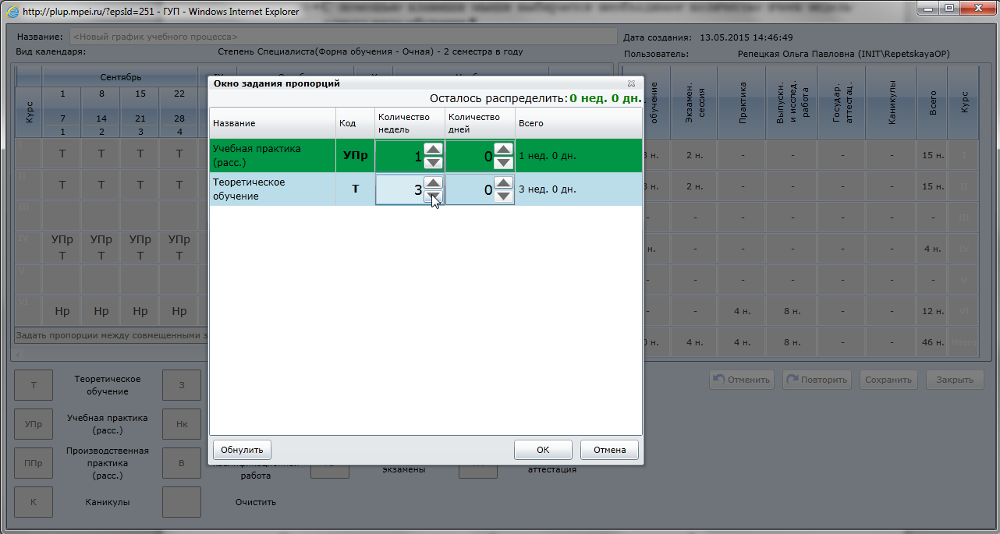 http://plup.mpei.ru/?epsId=251 - ГУП - Windows Internet Explorer
Название: <Новый график учебного процесса>
Дата создания: 13.05.2015 14:46:49
Вид календаря: Степень Специалиста(Форма обучения - Очная) - 2 семестра в году
Пользователь: Репецкая Ольга Павловна (INIT\RepetskayaOP)
Окно задания пропорций
Осталось распределить: 0 нед. 0 дн.
Название Код Количество недель Количество дней Всего
Учебная практика (расс.) УПр 1 0 1 нед. 0 дн.
Теоретическое обучение Т 3 0 3 нед. 0 дн.
Обнулить ОК Отмена
Сентябрь
Курс
1 8 15 22
7 14 21 28
1 2 3 4
I Т Т Т Т
II Т Т Т Т
III
IV УПр УПр УПр УПр
Т Т Т Т
V
VI Нр Нр Нр Нр
Задать пропорции между совмещенными з
обучение Экзамен. сессия Практика Выпускн. и исслед. работа Государ. аттестац. Каникулы Всего Курс
2 н. - - - - 15 н. I
2 н. - - - - 15 н. II
- - - - - - - III
н. - - - - - 4 н. IV
- - - - - - - V
- - 4 н. 8 н. - - 12 н. VI
4 н. 4 н. 8 н. - - 46 н. Итого
Отменить Повторить Сохранить Закрыть
Т Теоретическое обучение З
УПр Учебная практика (расс.) Нк
ППр Производственная практика (расс.) В
работа экзамены аттестация
К Каникулы Очистить